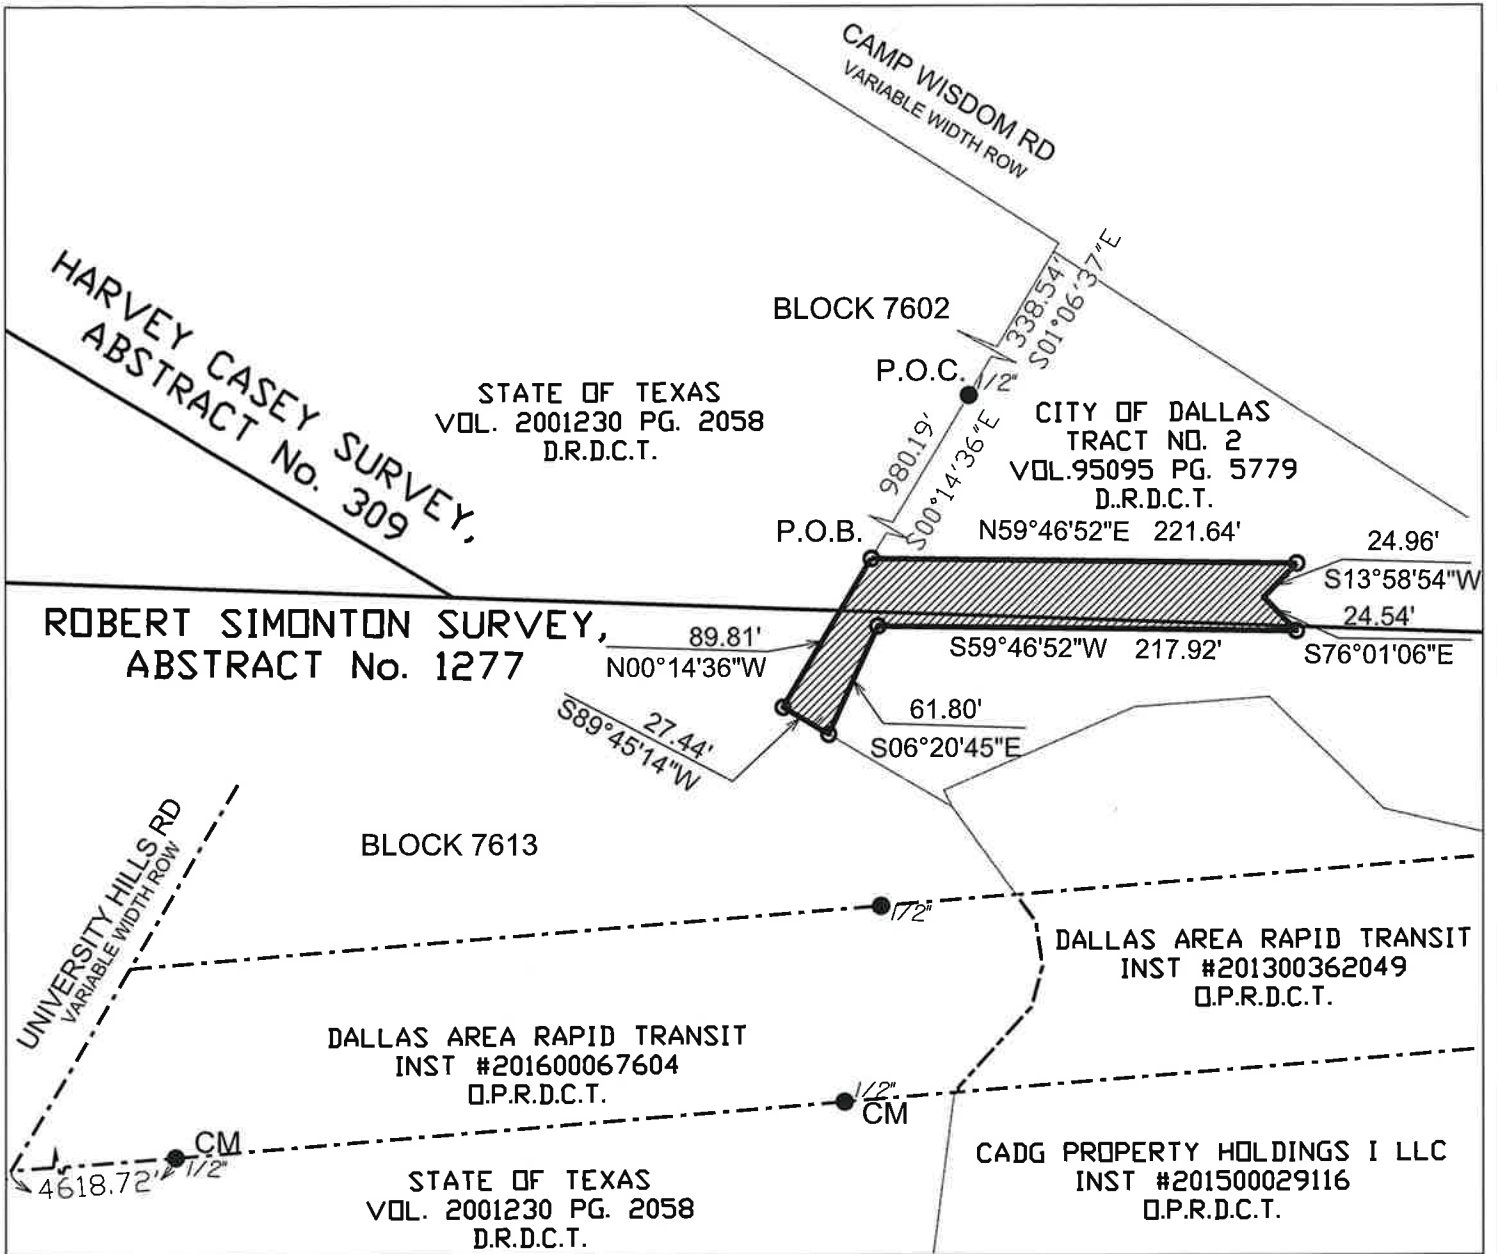 CAMP WISDOM RD
VARIABLE WIDTH ROW
HARVEY CASEY SURVEY,
ABSTRACT No. 309
BLOCK 7602
338.54'
S01°06'37"E
P.O.C.
1/2"
STATE OF TEXAS
VOL. 2001230 PG. 2058
D.R.D.C.T.
CITY OF DALLAS
TRACT NO. 2
VOL.95095 PG. 5779
D..R.D.C.T.
980.19'
S00°14'36"E
P.O.B.
N59°46'52"E 221.64'
24.96'
S13°58'54"W
24.54'
S76°01'06"E
ROBERT SIMONTON SURVEY,
ABSTRACT No. 1277
89.81'
N00°14'36"W
S59°46'52"W 217.92'
61.80'
S06°20'45"E
27.44'
S89°45'14"W
UNIVERSITY HILLS RD
VARIABLE WIDTH ROW
BLOCK 7613
1/2"
DALLAS AREA RAPID TRANSIT
INST #201300362049
O.P.R.D.C.T.
DALLAS AREA RAPID TRANSIT
INST #201600067604
O.P.R.D.C.T.
1/2"
CM
CM
1/2"
4618.72'
STATE OF TEXAS
VOL. 2001230 PG. 2058
D.R.D.C.T.
CADG PROPERTY HOLDINGS I LLC
INST #201500029116
O.P.R.D.C.T.